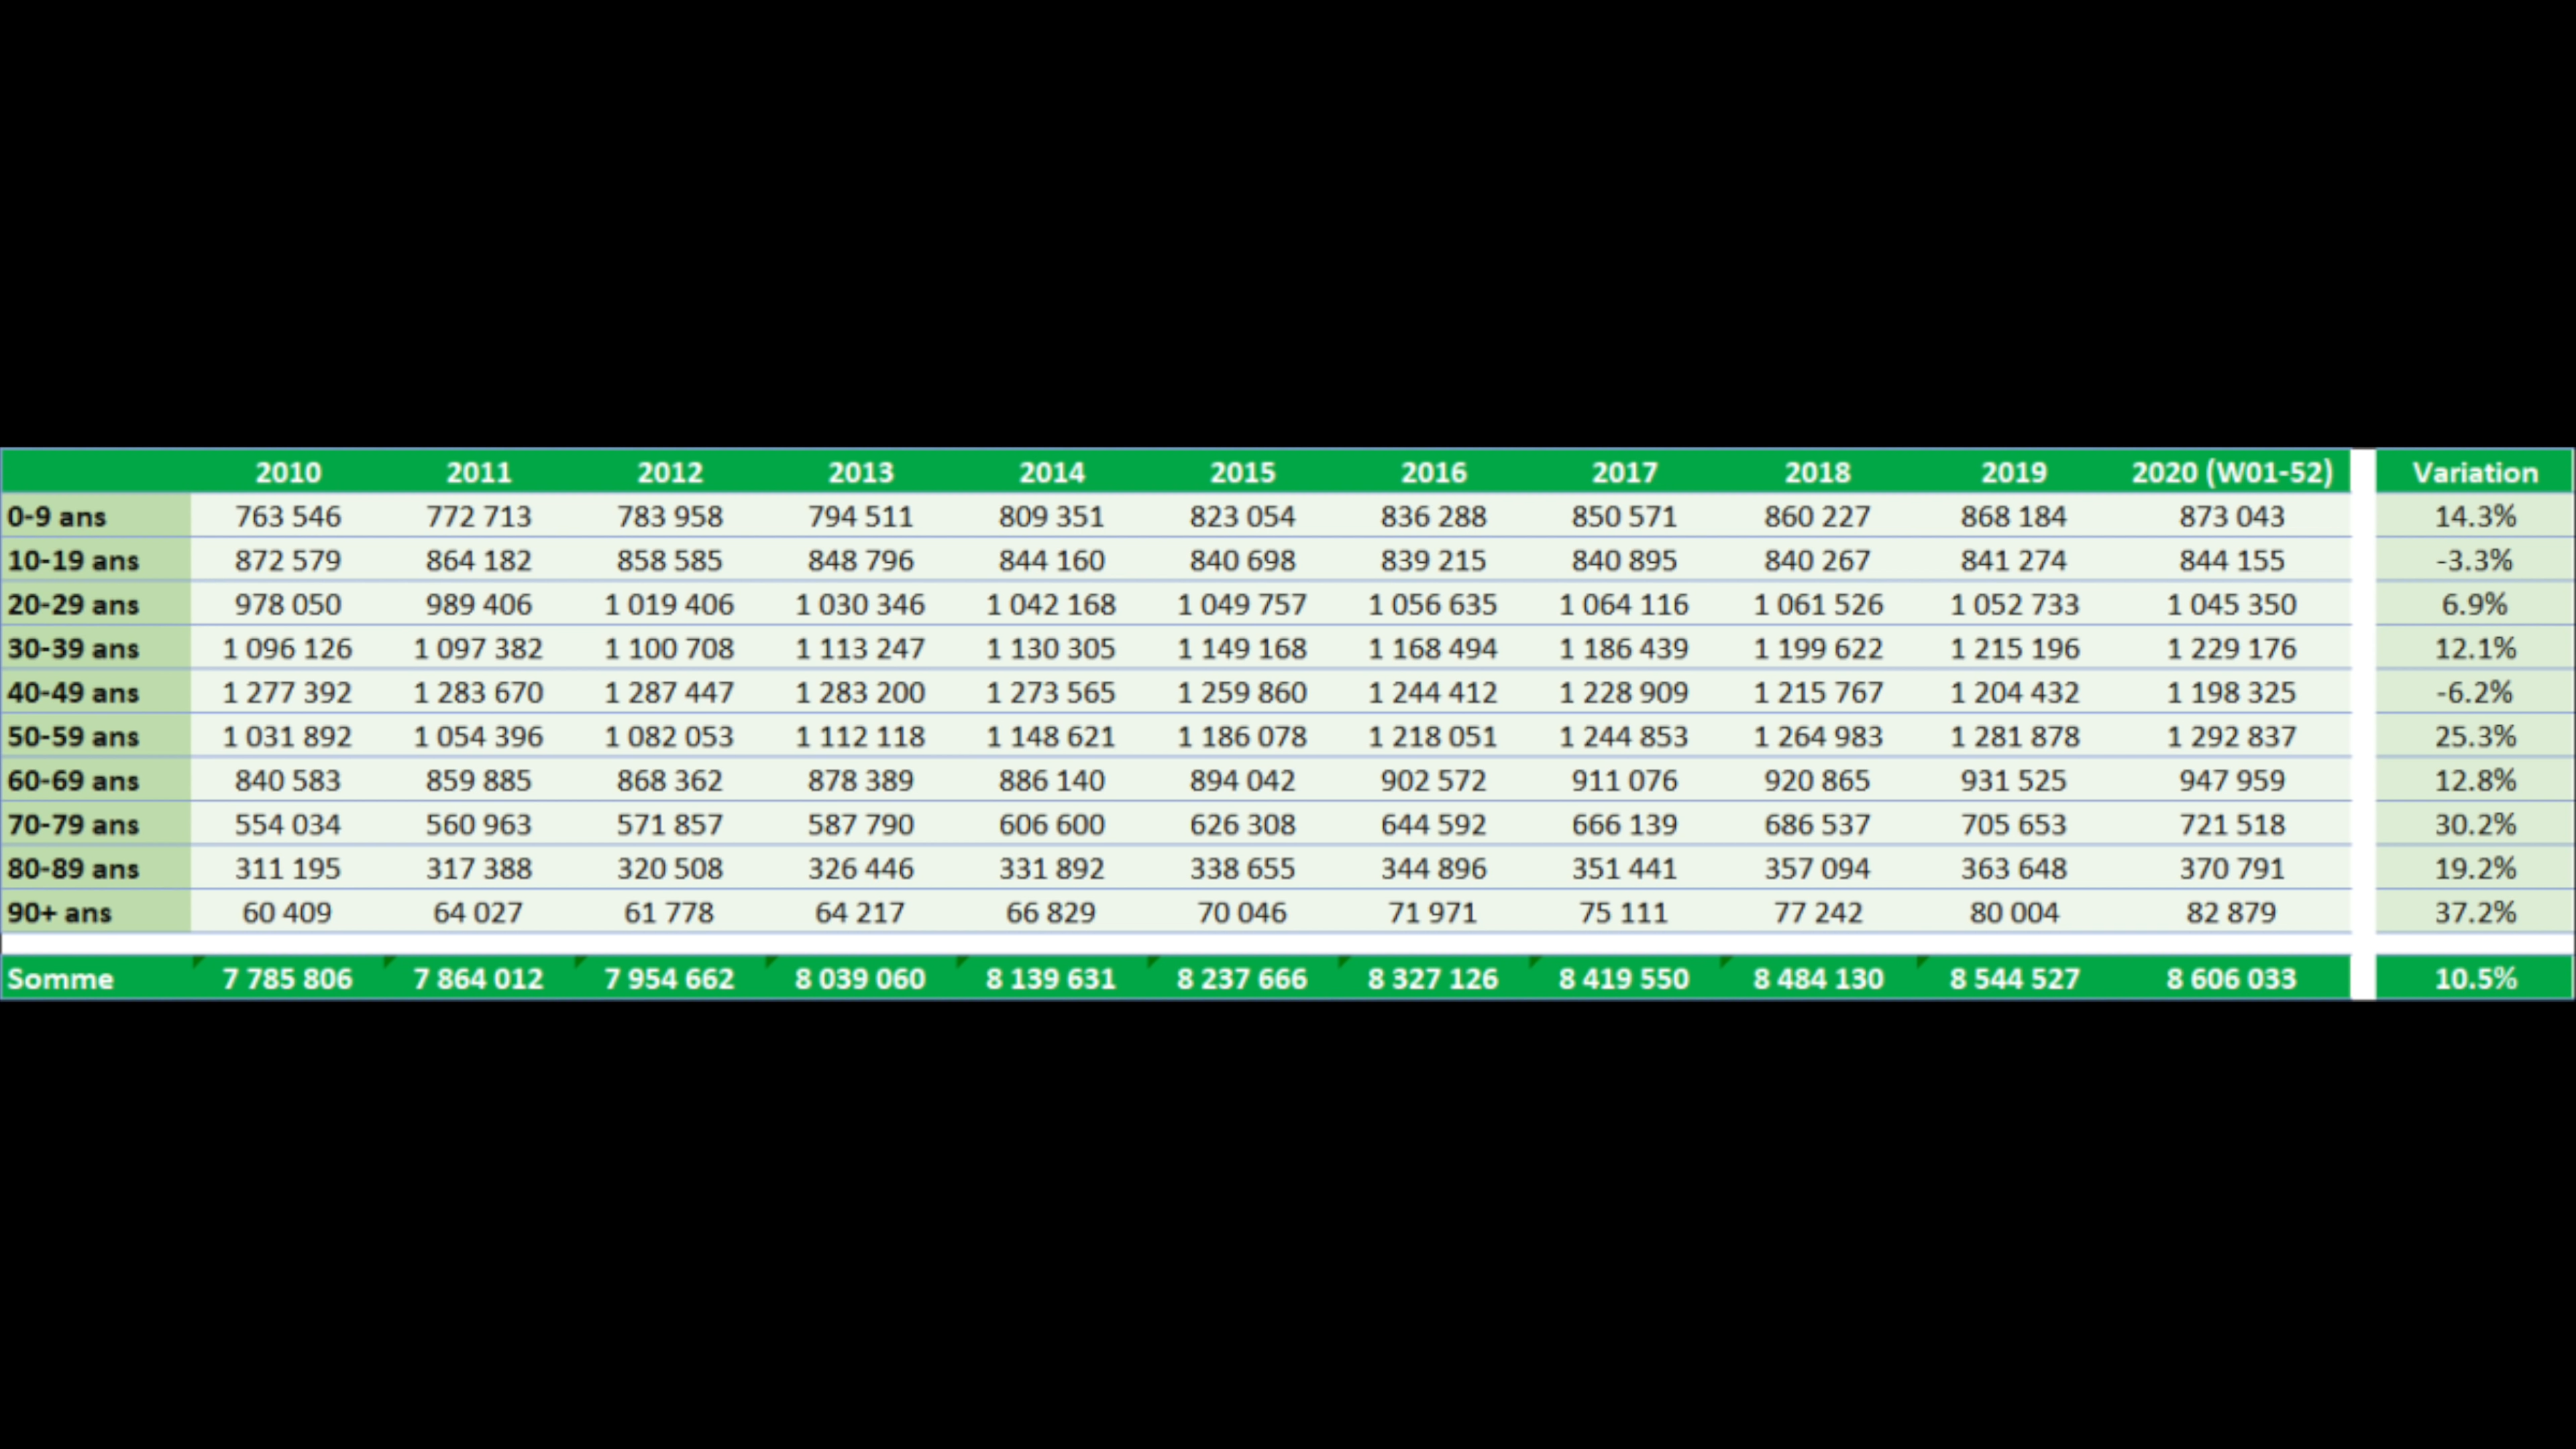 2010 2011 2012 2013 2014 2015 2016 2017 2018 2019 2020 (W01-52) Variation
0-9 ans 763 546 772 713 783 958 794 511 809 351 823 054 836 288 850 571 860 227 868 184 873 043 14.3%
10-19 ans 872 579 864 182 858 585 848 796 844 160 840 698 839 215 840 895 840 267 841 274 844 155 -3.3%
20-29 ans 978 050 989 406 1 019 406 1 030 346 1 042 168 1 049 757 1 056 635 1 064 116 1 061 526 1 052 733 1 045 350 6.9%
30-39 ans 1 096 126 1 097 382 1 100 708 1 113 247 1 130 305 1 149 168 1 168 494 1 186 439 1 199 622 1 215 196 1 229 176 12.1%
40-49 ans 1 277 392 1 283 670 1 287 447 1 283 200 1 273 565 1 259 860 1 244 412 1 228 909 1 215 767 1 204 432 1 198 325 -6.2%
50-59 ans 1 031 892 1 054 396 1 082 053 1 112 118 1 148 621 1 186 078 1 218 051 1 244 853 1 264 983 1 281 878 1 292 837 25.3%
60-69 ans 840 583 859 885 868 362 878 389 886 140 894 042 902 572 911 076 920 865 931 525 947 959 12.8%
70-79 ans 554 034 560 963 571 857 587 790 606 600 626 308 644 592 666 139 686 537 705 653 721 518 30.2%
80-89 ans 311 195 317 388 320 508 326 446 331 892 338 655 344 896 351 441 357 094 363 648 370 791 19.2%
90+ ans 60 409 64 027 61 778 64 217 66 829 70 046 71 971 75 111 77 242 80 004 82 879 37.2%
Somme 7 785 806 7 864 012 7 954 662 8 039 060 8 139 631 8 237 666 8 327 126 8 419 550 8 484 130 8 544 527 8 606 033 10.5%